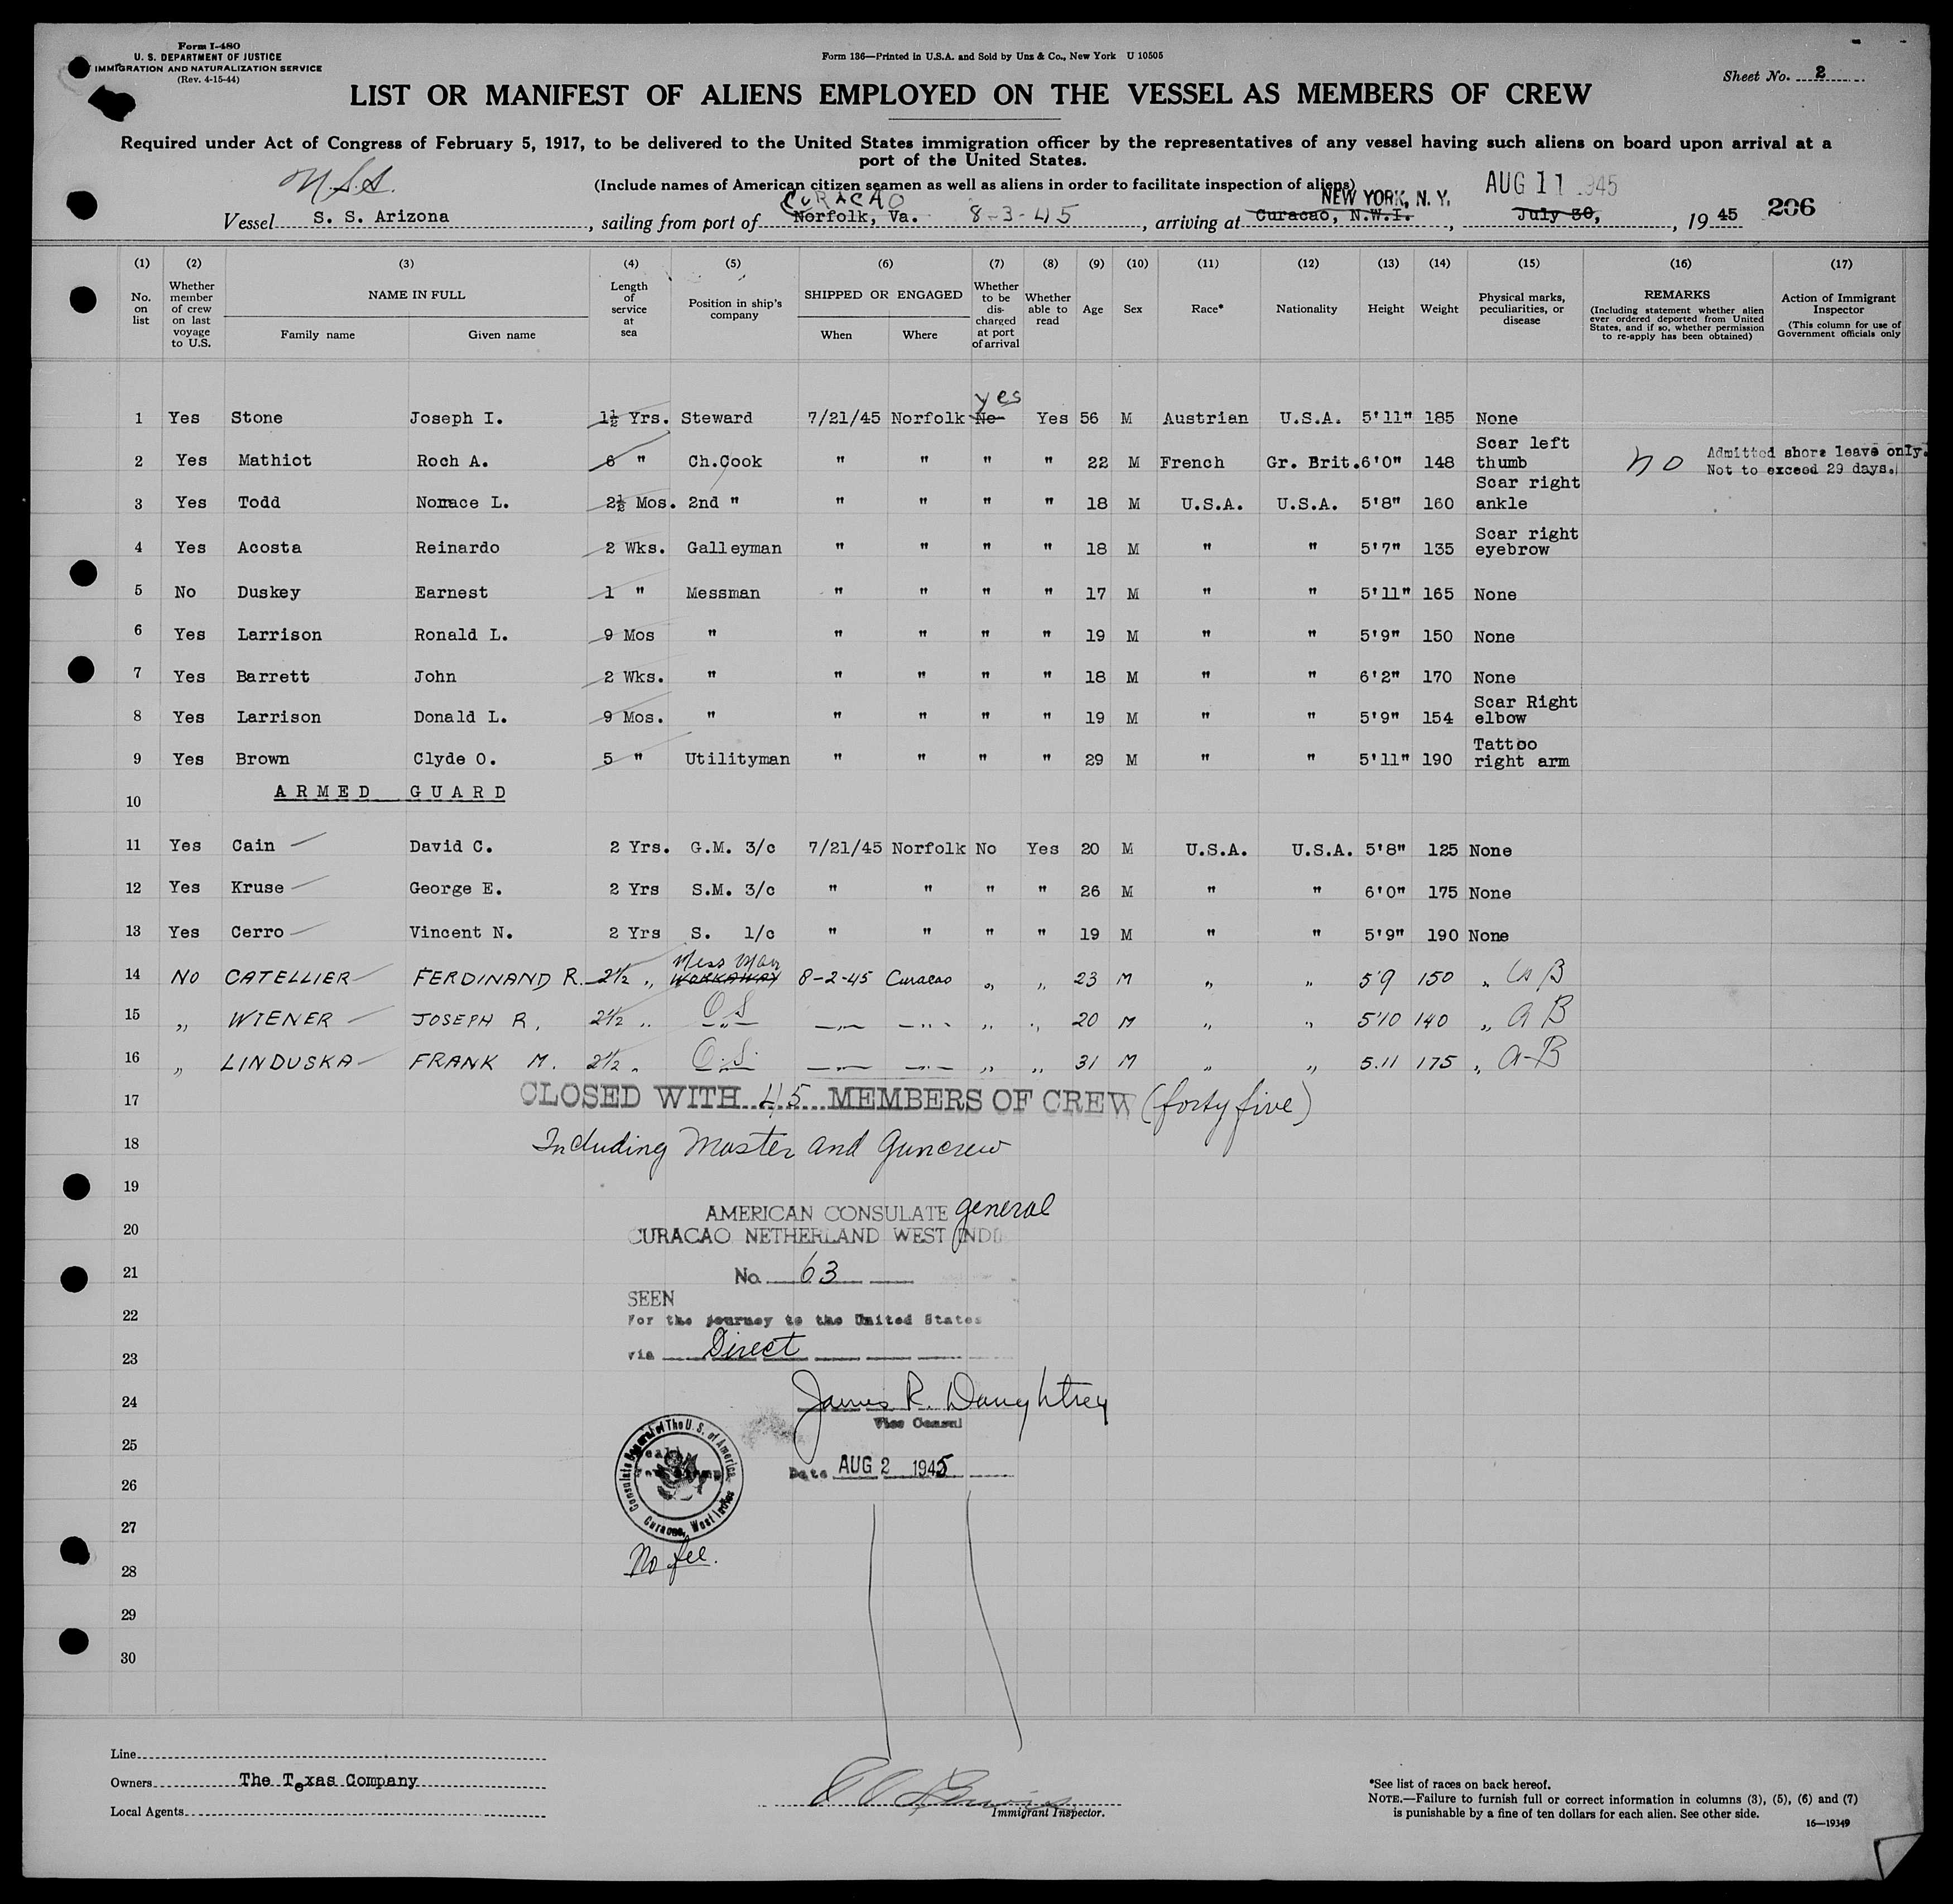 Form I-480
U. S. DEPARTMENT OF JUSTICE
IMMIGRATION AND NATURALIZATION SERVICE
(Rev. 4-15-44)
Form 136—Printed in U.S.A. and Sold by Unz & Co., New York U 10505
Sheet No. 2
LIST OR MANIFEST OF ALIENS EMPLOYED ON THE VESSEL AS MEMBERS OF CREW
Required under Act of Congress of February 5, 1917, to be delivered to the United States immigration officer by the representatives of any vessel having such aliens on board upon arrival at a
port of the United States.
(Include names of American citizen seamen as well as aliens in order to facilitate inspection of aliens)
CURACAO NEW YORK, N. Y. AUG 11 1945
Vessel S. S. Arizona, sailing from port of Norfolk, Va. 8-3-45, arriving at Curacao, N.W.I., July 30, 19 45 206
(1) (2) (3) (4) (5) (6) (7) (8) (9) (10) (11) (12) (13) (14) (15) (16) (17)
No. on list
Whether member of crew on last voyage to U.S.
NAME IN FULL
Family name Given name
Length of service at sea
Position in ship's company
SHIPPED OR ENGAGED
When Where
Whether to be discharged at port of arrival
Whether able to read
Age
Sex
Race*
Nationality
Height
Weight
Physical marks, peculiarities, or disease
REMARKS
(Including statement whether alien ever ordered deported from United States, and if so, whether permission to re-apply has been obtained)
Action of Immigrant Inspector
(This column for use of Government officials only
yes
1 Yes Stone Joseph I. 1½ Yrs. Steward 7/21/45 Norfolk No Yes 56 M Austrian U.S.A. 5'11" 185 None
2 Yes Mathiot Roch A. 6 " Ch.Cook " " " " 22 M French Gr. Brit. 6'0" 148 Scar left thumb no Admitted shore leave only. Not to exceed 29 days.
3 Yes Todd Norrace L. 2½ Mos. 2nd " " " " " 18 M U.S.A. U.S.A. 5'8" 160 Scar right ankle
4 Yes Acosta Reinardo 2 Wks. Galleyman " " " " 18 M " " 5'7" 135 Scar right eyebrow
5 No Duskey Earnest 1 " Messman " " " " 17 M " " 5'11" 165 None
6 Yes Larrison Ronald L. 9 Mos " " " " " 19 M " " 5'9" 150 None
7 Yes Barrett John 2 Wks. " " " " " 18 M " " 6'2" 170 None
8 Yes Larrison Donald L. 9 Mos. " " " " " 19 M " " 5'9" 154 Scar Right elbow
9 Yes Brown Clyde O. 5 " Utilityman " " " " 29 M " " 5'11" 190 Tattoo right arm
10 ARMED GUARD
11 Yes Cain David C. 2 Yrs. G.M. 3/c 7/21/45 Norfolk No Yes 20 M U.S.A. U.S.A. 5'8" 125 None
12 Yes Kruse George E. 2 Yrs S.M. 3/c " " " " 26 M " " 6'0" 175 None
13 Yes Cerro Vincent N. 2 Yrs S. 1/c " " " " 19 M " " 5'9" 190 None
14 NO CATELLIER FERDINAND R. 2½ " Mess Man WORKAWAY 8-2-45 Curacao " " 23 M " " 5'9 150 "
15 " WIENER JOSEPH R. 2½ " O S " " " " 20 M " " 5'10 140 " A B
16 " LINDUSKA FRANK M. 2½ " O.S. " " " " 31 M " " 5.11 175 " A-B
17 CLOSED WITH 45 MEMBERS OF CREW (forty five)
18 Including Master and Guncrew
19
20 AMERICAN CONSULATE general
CURACAO NETHERLAND WEST INDI
21 No. 63
22 SEEN
For the journey to the United States
23 via Direct
24 James R. Daughtrey
Vice Consul
25 Date AUG 2 1945
Consulate General of The U. S. of America
Curacao, West Indies
26
27
28 No fee.
29
30
Line
Owners The Texas Company
Local Agents
Immigrant Inspector.
*See list of races on back hereof.
NOTE.—Failure to furnish full or correct information in columns (3), (5), (6) and (7)
is punishable by a fine of ten dollars for each alien. See other side.
16—19349